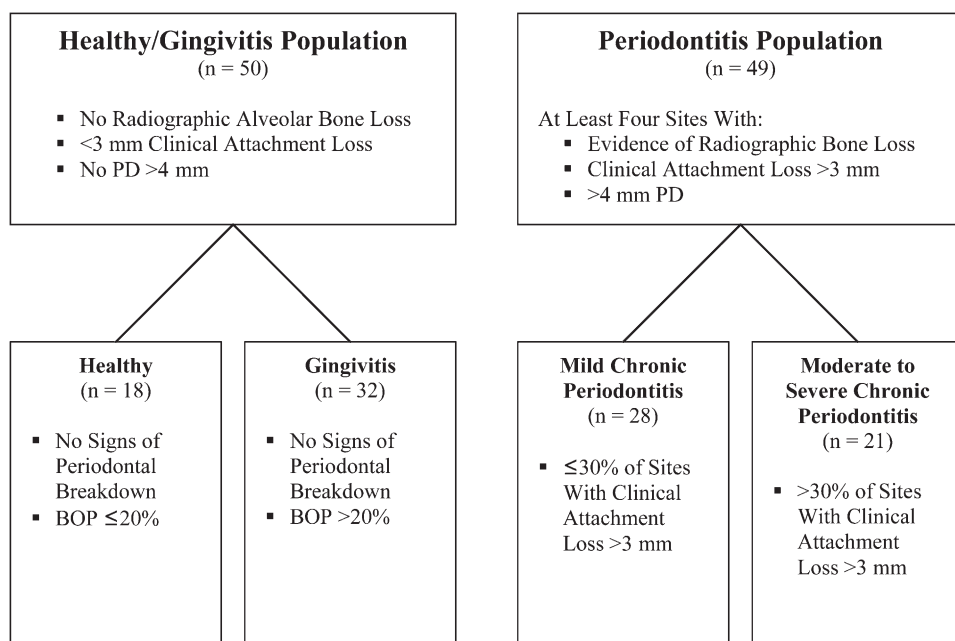 Healthy/Gingivitis Population
(n = 50)
▪ No Radiographic Alveolar Bone Loss
▪ <3 mm Clinical Attachment Loss
▪ No PD >4 mm
Periodontitis Population
(n = 49)
At Least Four Sites With:
▪ Evidence of Radiographic Bone Loss
▪ Clinical Attachment Loss >3 mm
▪ >4 mm PD
Healthy
(n = 18)
▪ No Signs of
Periodontal
Breakdown
▪ BOP ≤20%
Gingivitis
(n = 32)
▪ No Signs of
Periodontal
Breakdown
▪ BOP >20%
Mild Chronic
Periodontitis
(n = 28)
▪ ≤30% of Sites
With Clinical
Attachment
Loss >3 mm
Moderate to
Severe Chronic
Periodontitis
(n = 21)
▪ >30% of Sites
With Clinical
Attachment
Loss >3 mm